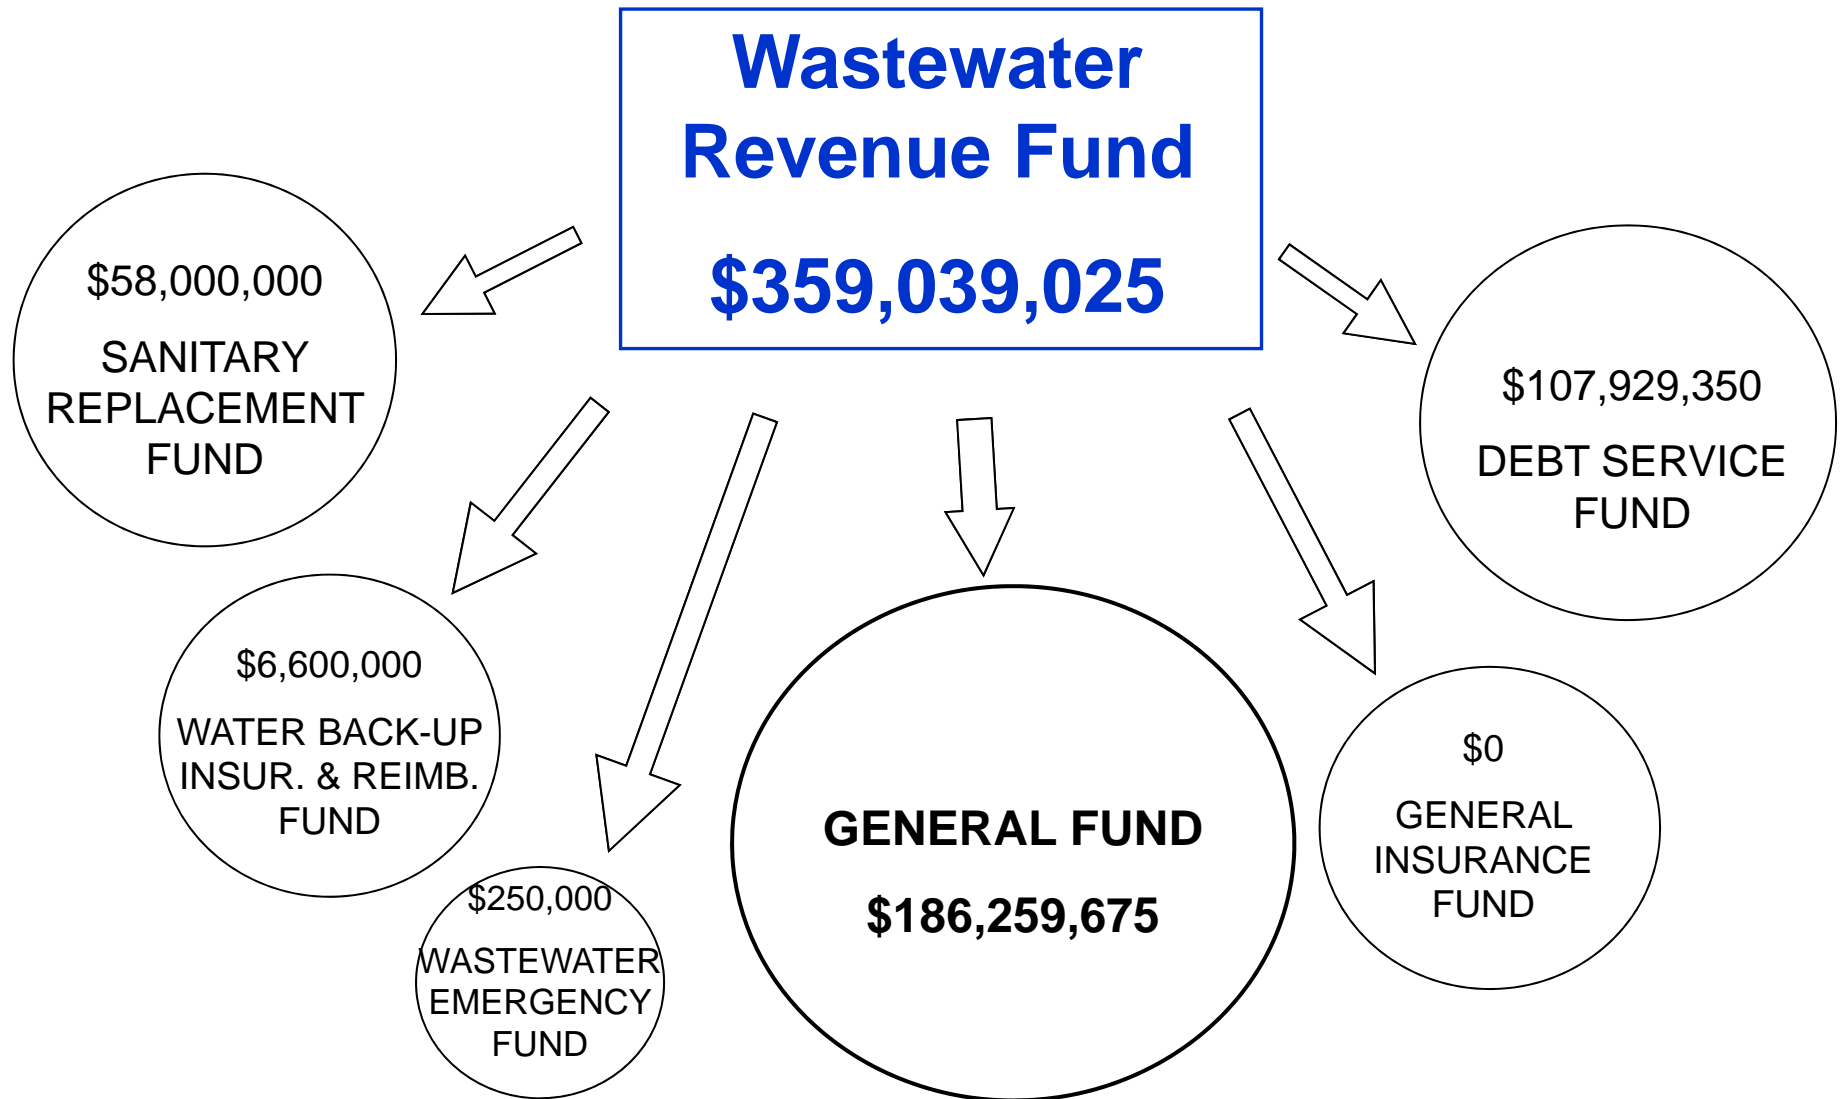 Wastewater
Revenue Fund
$359,039,025
$58,000,000
SANITARY
REPLACEMENT
FUND
$107,929,350
DEBT SERVICE
FUND
$6,600,000
WATER BACK-UP
INSUR. & REIMB.
FUND
$250,000
WASTEWATER
EMERGENCY
FUND
GENERAL FUND
$186,259,675
$0
GENERAL
INSURANCE
FUND